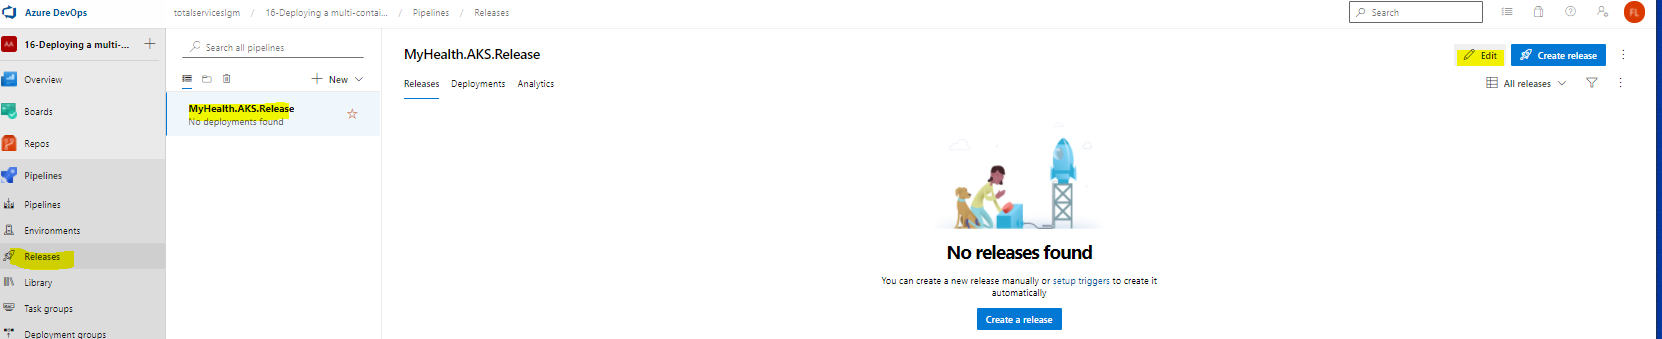 Azure DevOps
totalserviceslgm / 16-Deploying a multi-contai... / Pipelines / Releases
Search
FL
AA
16-Deploying a multi-...
Overview
Boards
Repos
Pipelines
Pipelines
Environments
Releases
Library
Task groups
Deployment groups
Search all pipelines
New
MyHealth.AKS.Release
No deployments found
MyHealth.AKS.Release
Edit
Create release
Releases
Deployments
Analytics
All releases
No releases found
You can create a new release manually or setup triggers to create it
automatically
Create a release